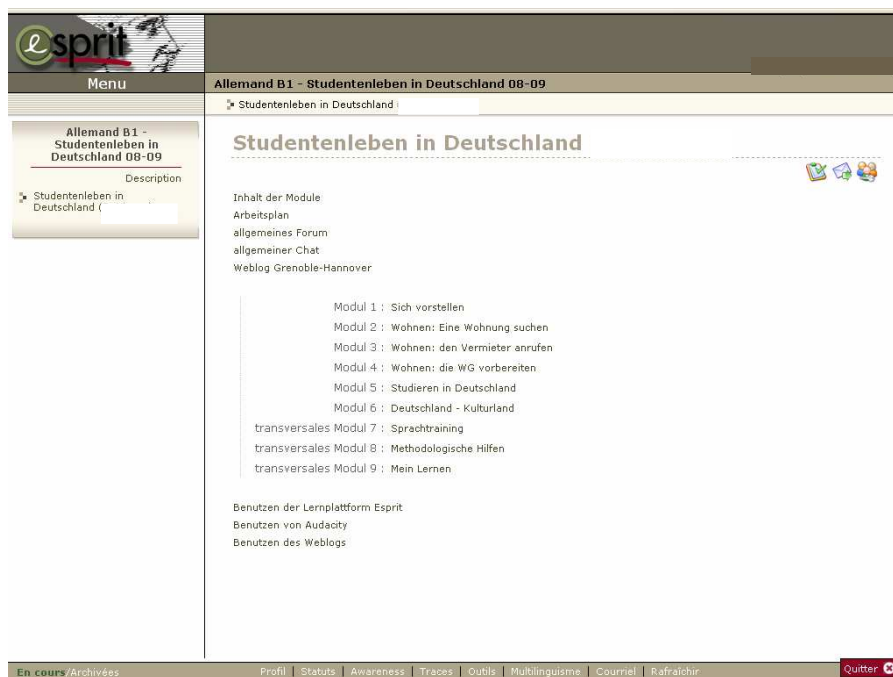 esprit
Menu
Allemand B1 - Studentenleben in Deutschland 08-09
Studentenleben in Deutschland
Allemand B1 -
Studentenleben in
Deutschland 08-09
Description
Studentenleben in
Deutschland (
Studentenleben in Deutschland
Inhalt der Module
Arbeitsplan
allgemeines Forum
allgemeiner Chat
Weblog Grenoble-Hannover
Modul 1 : Sich vorstellen
Modul 2 : Wohnen: Eine Wohnung suchen
Modul 3 : Wohnen: den Vermieter anrufen
Modul 4 : Wohnen: die WG vorbereiten
Modul 5 : Studieren in Deutschland
Modul 6 : Deutschland - Kulturland
transversales Modul 7 : Sprachtraining
transversales Modul 8 : Methodologische Hilfen
transversales Modul 9 : Mein Lernen
Benutzen der Lernplattform Esprit
Benutzen von Audacity
Benutzen des Weblogs
En cours/Archivées
Profil | Statuts | Awareness | Traces | Outils | Multilinguisme | Courriel | Rafraîchir
Quitter